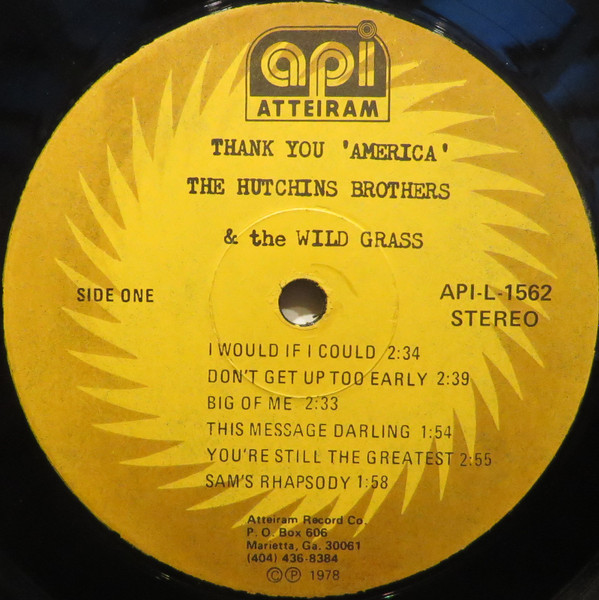 api
ATTEIRAM
THANK YOU 'AMERICA'
THE HUTCHINS BROTHERS
& the WILD GRASS
SIDE ONE
API-L-1562
STEREO
I WOULD IF I COULD 2:34
DON'T GET UP TOO EARLY 2:39
BIG OF ME 2:33
THIS MESSAGE DARLING 1:54
YOU'RE STILL THE GREATEST 2:55
SAM'S RHAPSODY 1:58
Atteiram Record Co.
P. O. Box 606
Marietta, Ga. 30061
(404) 436-8384
© ℗ 1978